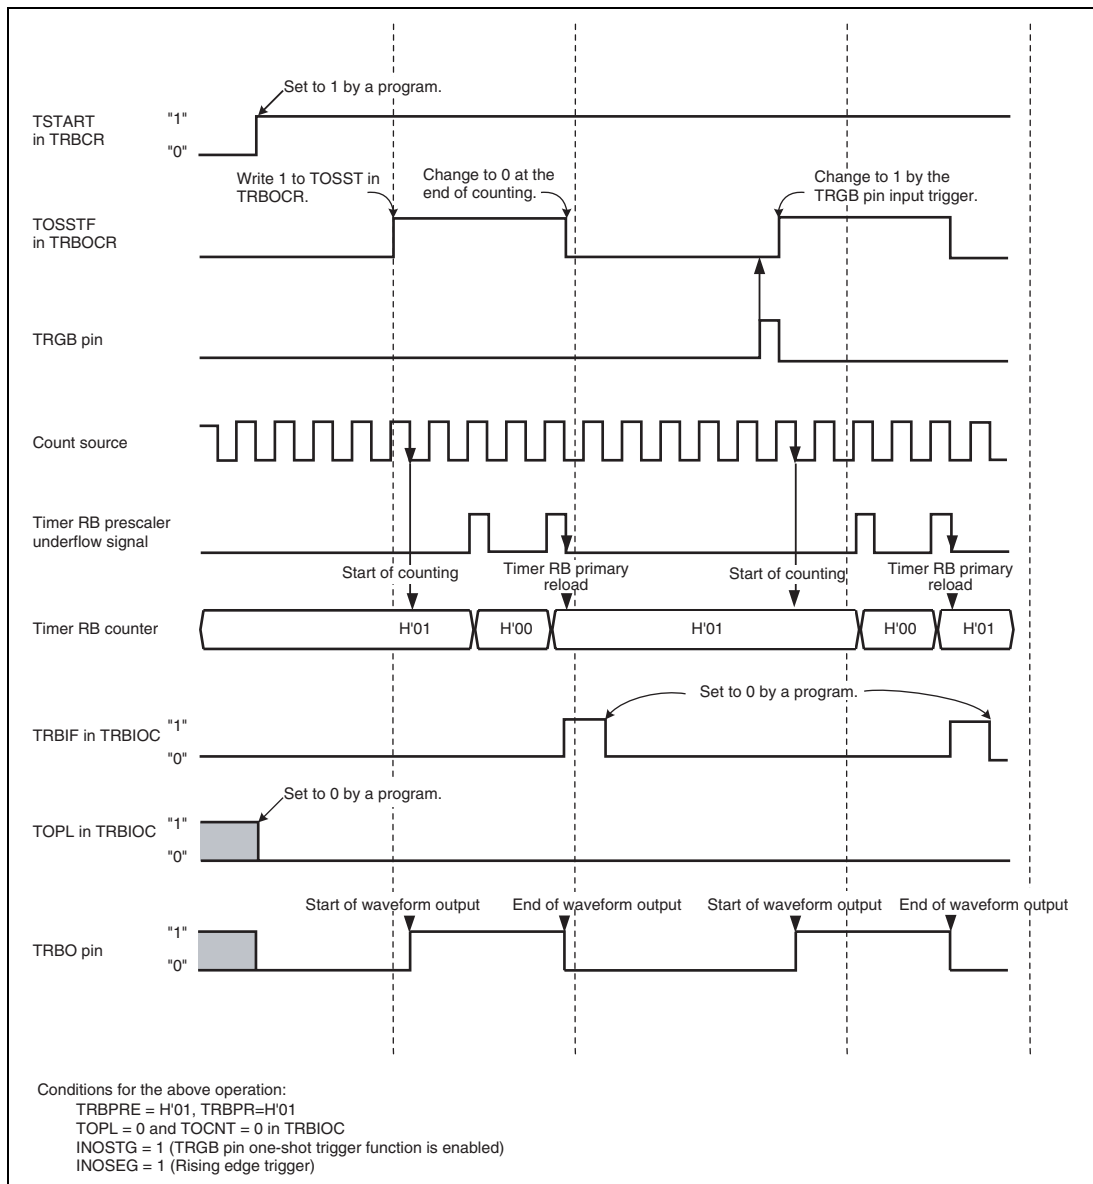 Set to 1 by a program.
TSTART
in TRBCR
"1"
"0"
Write 1 to TOSST in
TRBOCR.
Change to 0 at the
end of counting.
Change to 1 by the
TRGB pin input trigger.
TOSSTF
in TRBOCR
TRGB pin
Count source
Timer RB prescaler
underflow signal
Start of counting
Timer RB primary
reload
Start of counting
Timer RB primary
reload
Timer RB counter
H'01
H'00
H'01
H'00
H'01
Set to 0 by a program.
TRBIF in TRBIOC
"1"
"0"
Set to 0 by a program.
TOPL in TRBIOC
"1"
"0"
Start of waveform output
End of waveform output
Start of waveform output
End of waveform output
TRBO pin
"1"
"0"
Conditions for the above operation:
TRBPRE = H'01, TRBPR=H'01
TOPL = 0 and TOCNT = 0 in TRBIOC
INOSTG = 1 (TRGB pin one-shot trigger function is enabled)
INOSEG = 1 (Rising edge trigger)